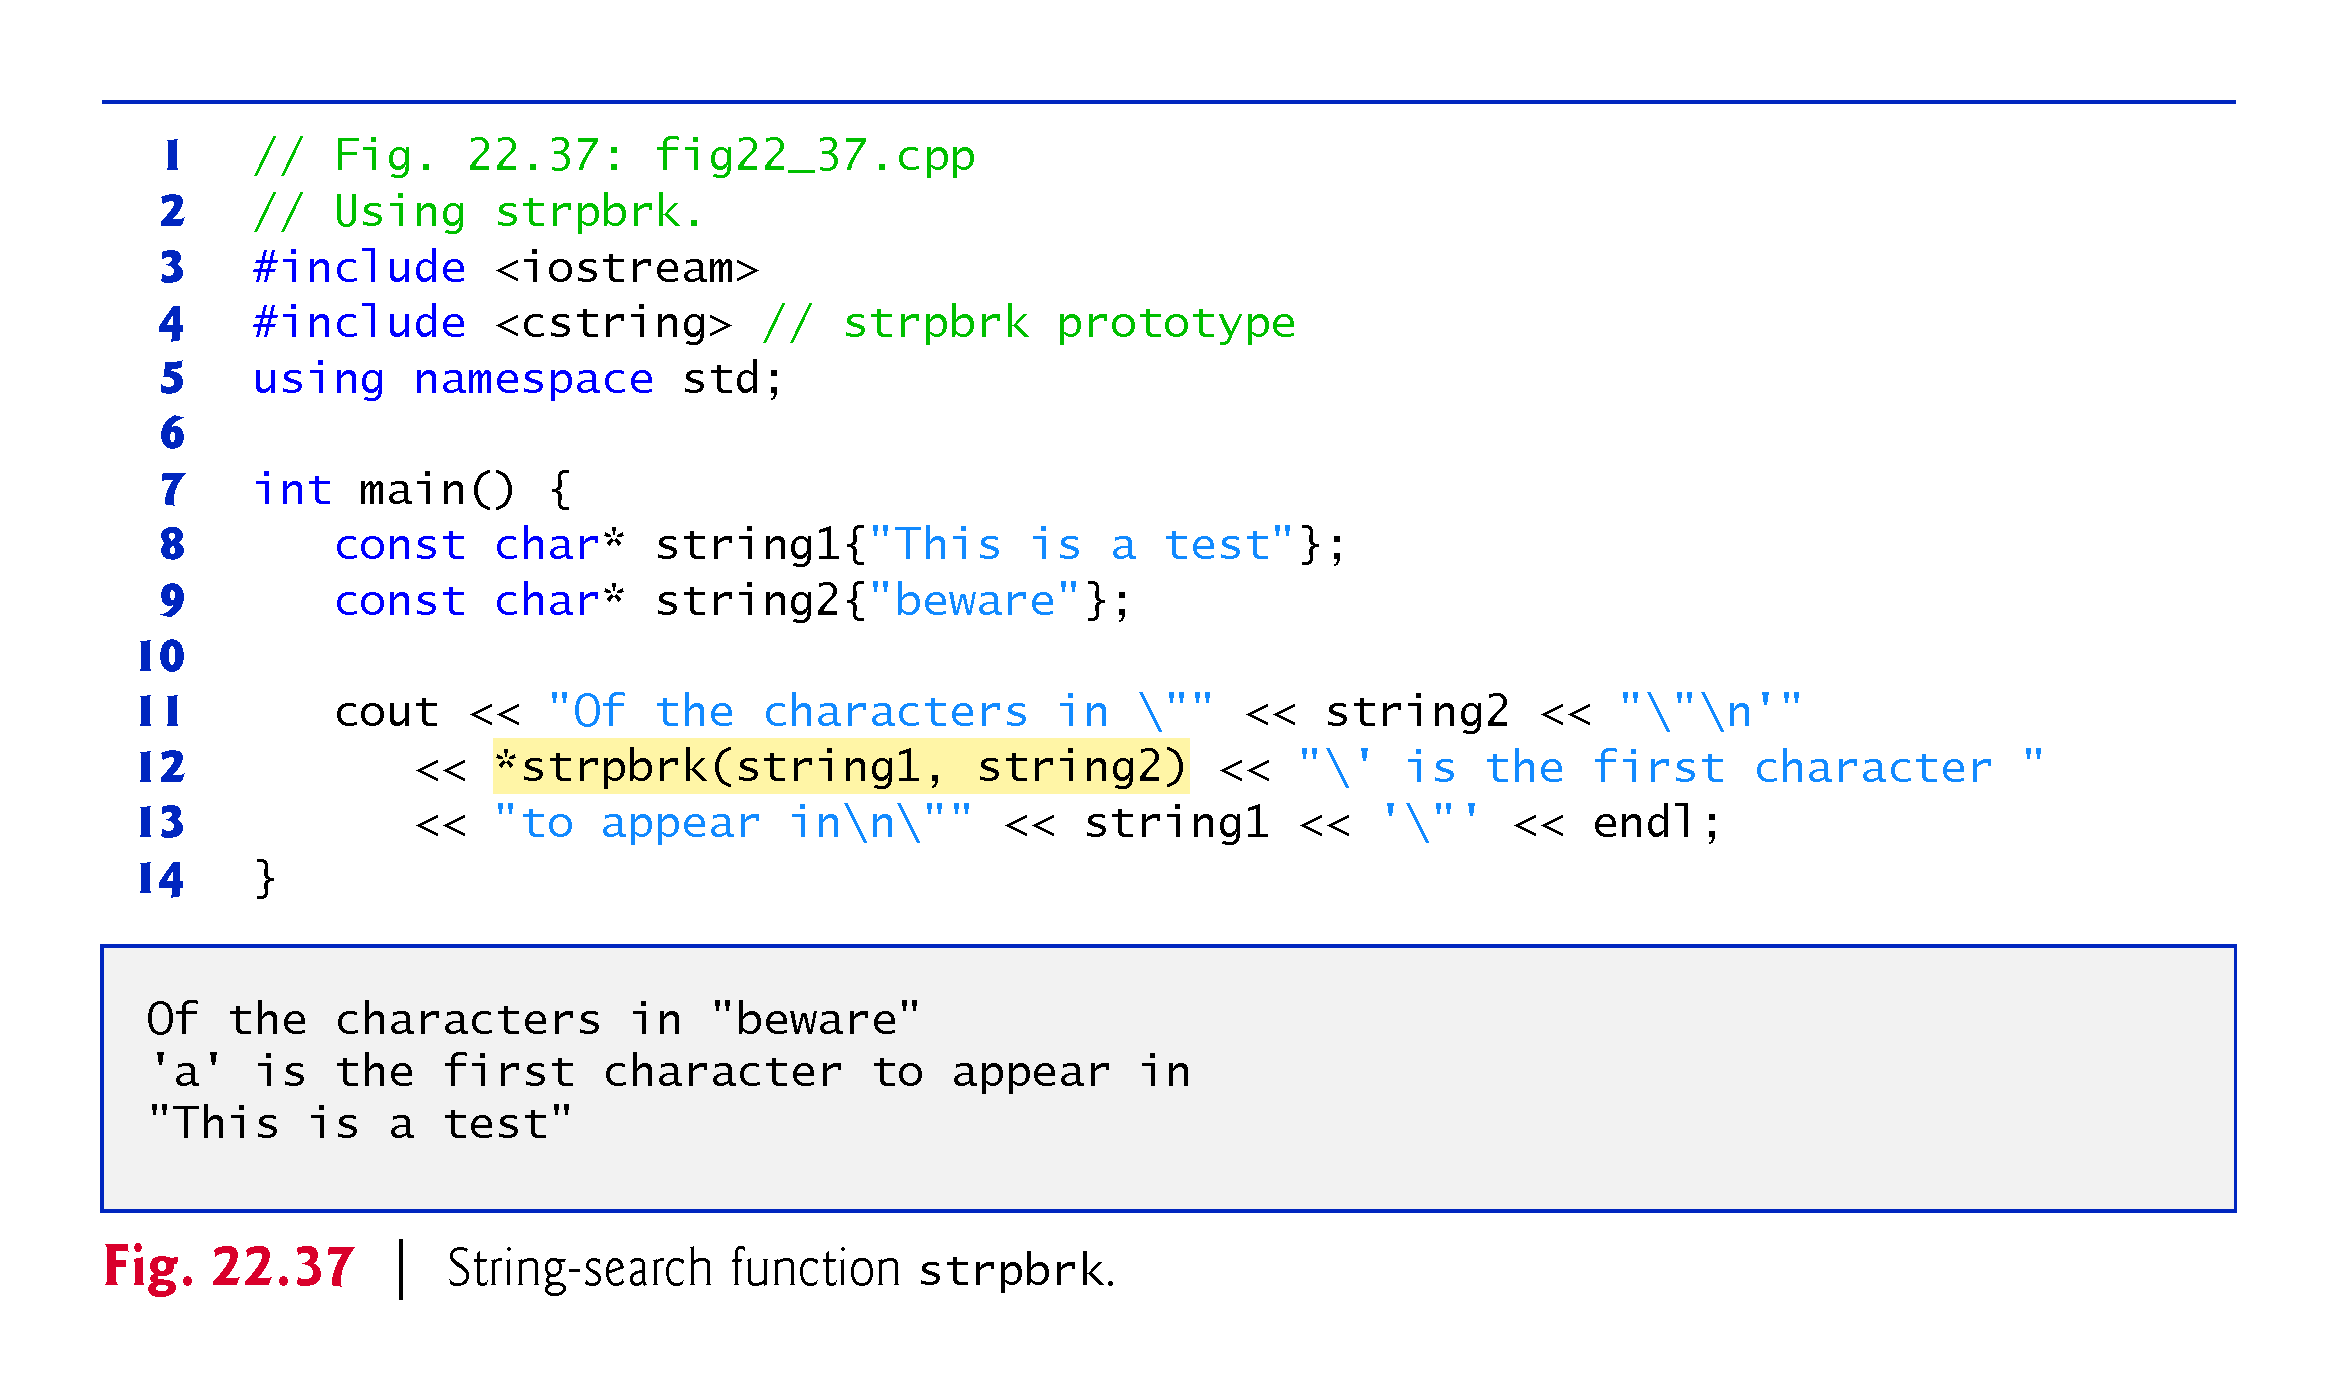 1 // Fig. 22.37: fig22_37.cpp
2 // Using strpbrk.
3 #include <iostream>
4 #include <cstring> // strpbrk prototype
5 using namespace std;
6
7 int main() {
8    const char* string1{"This is a test"};
9    const char* string2{"beware"};
10
11    cout << "Of the characters in \"" << string2 << "\"\n'"
12       << *strpbrk(string1, string2) << "\' is the first character "
13       << "to appear in\n\"" << string1 << '\"' << endl;
14 }
Of the characters in "beware"
'a' is the first character to appear in
"This is a test"
Fig. 22.37 | String-search function strpbrk.